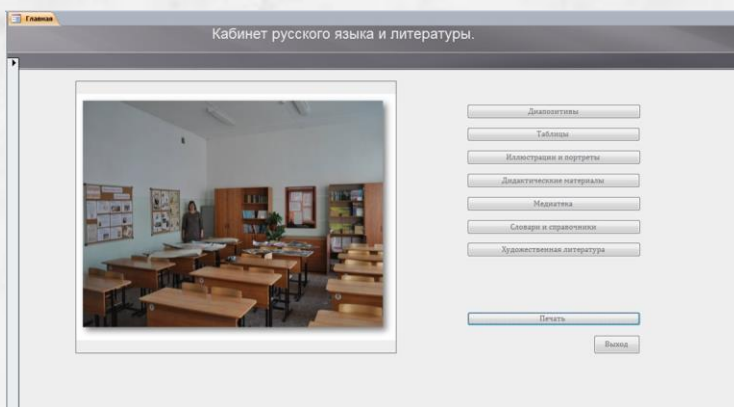 Главная
Кабинет русского языка и литературы.
Диапозитивы
Таблицы
Иллюстрации и портреты
Дидактические материалы
Медиатека
Словари и справочники
Художественная литература
Печать
Выход